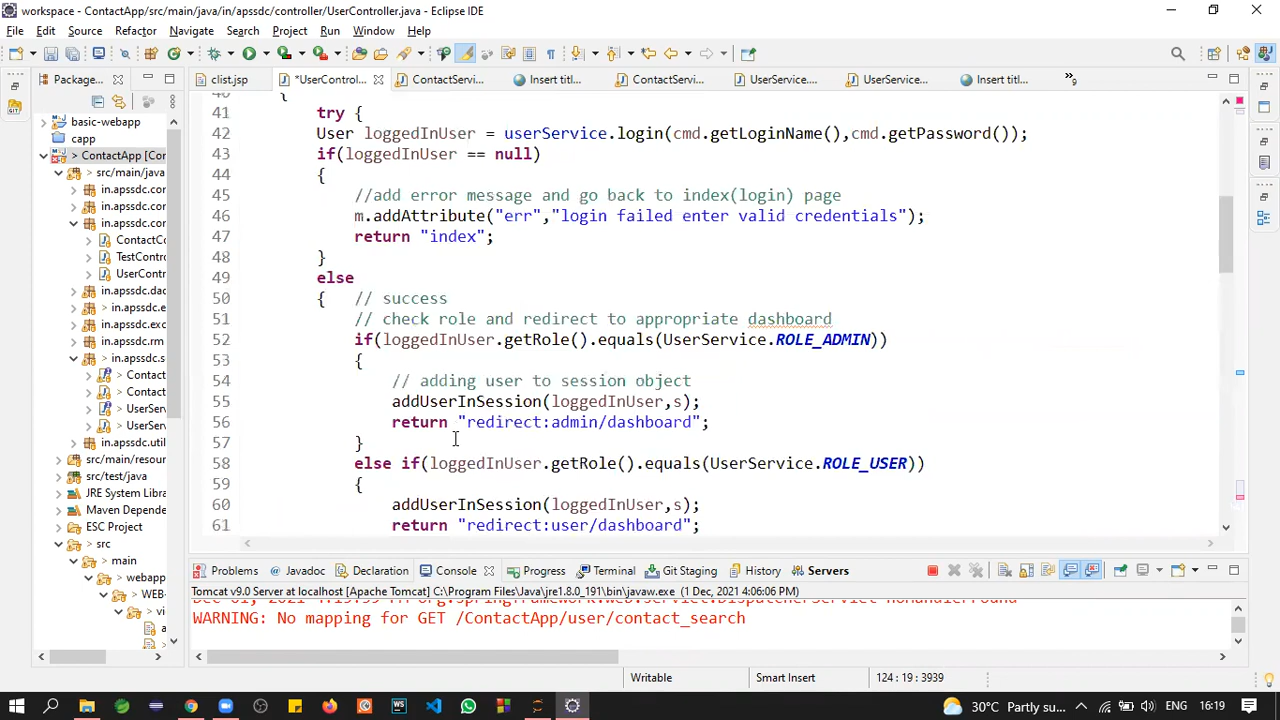 workspace - ContactApp/src/main/java/in/apssdc/controller/UserController.java - Eclipse IDE
File Edit Source Refactor Navigate Search Project Run Window Help
Package... clist.jsp *UserControl... ContactServi... Insert titl... ContactServi... UserService... UserService... Insert titl... »9
basic-webapp
capp
> ContactApp [Cor
src/main/java
in.apssdc.cor
in.apssdc.cor
in.apssdc.cor
ContactCo
TestContro
UserContr
in.apssdc.dac
> in.apssdc.e
in.apssdc.exc
in.apssdc.rm
> in.apssdc.s
> Contact
> Contact
> UserSer
> UserSer
in.apssdc.util
src/main/resour
src/test/java
JRE System Libra
Maven Depender
ESC Project
> src
> main
> webapp
> WEB-
> vi
40 {
41 try {
42 User loggedInUser = userService.login(cmd.getLoginName(),cmd.getPassword());
43 if(loggedInUser == null)
44 {
45 //add error message and go back to index(login) page
46 m.addAttribute("err","login failed enter valid credentials");
47 return "index";
48 }
49 else
50 { // success
51 // check role and redirect to appropriate dashboard
52 if(loggedInUser.getRole().equals(UserService.ROLE_ADMIN))
53 {
54 // adding user to session object
55 addUserInSession(loggedInUser,s);
56 return "redirect:admin/dashboard";
57 }
58 else if(loggedInUser.getRole().equals(UserService.ROLE_USER))
59 {
60 addUserInSession(loggedInUser,s);
61 return "redirect:user/dashboard";
Problems Javadoc Declaration Console Progress Terminal Git Staging History Servers
Tomcat v9.0 Server at localhost [Apache Tomcat] C:\Program Files\Java\jre1.8.0_191\bin\javaw.exe (1 Dec, 2021 4:06:06 PM)
WARNING: No mapping for GET /ContactApp/user/contact_search
Writable Smart Insert 124 : 19 : 3939
30°C Partly su... ENG 16:19